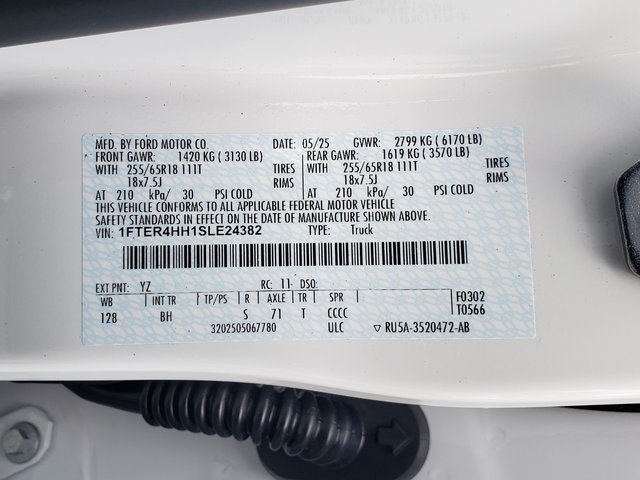 MFD. BY FORD MOTOR CO. DATE: 05/25 GVWR: 2799 KG ( 6170 LB)
FRONT GAWR: 1420 KG ( 3130 LB) REAR GAWR: 1619 KG ( 3570 LB)
WITH 255/65R18 111T TIRES WITH 255/65R18 111T TIRES
18x7.5J RIMS 18x7.5J RIMS
AT 210 kPa/ 30 PSI COLD AT 210 kPa/ 30 PSI COLD
THIS VEHICLE CONFORMS TO ALL APPLICABLE FEDERAL MOTOR VEHICLE
SAFETY STANDARDS IN EFFECT ON THE DATE OF MANUFACTURE SHOWN ABOVE.
VIN: 1FTER4HH1SLE24382 TYPE: Truck
EXT PNT: YZ RC: 11 DSO:
WB INT TR TP/PS R AXLE TR SPR F0302
128 BH S 71 T CCCC T0566
3202505067780 ULC ▽ RU5A-3520472-AB